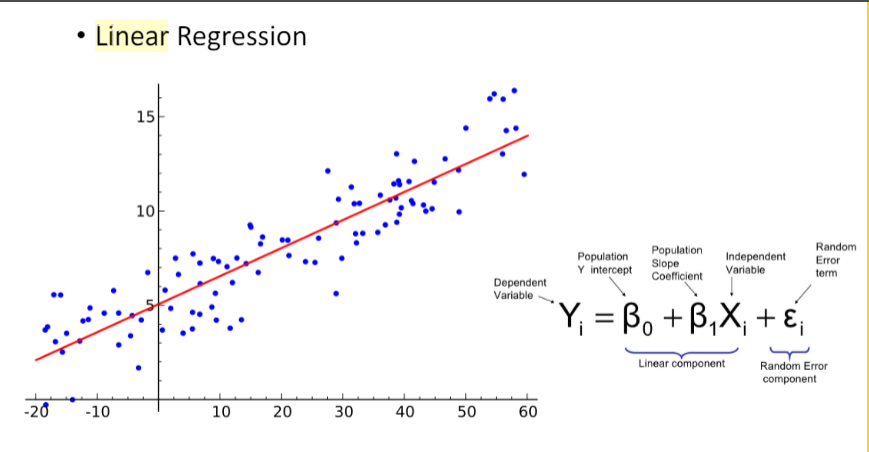 • Linear Regression
15
10
5
-20 -10 10 20 30 40 50 60
Dependent
Variable
Population
Y intercept
Population
Slope
Coefficient
Independent
Variable
Random
Error
term
Yᵢ = β₀ + β₁Xᵢ + εᵢ
Linear component
Random Error
component